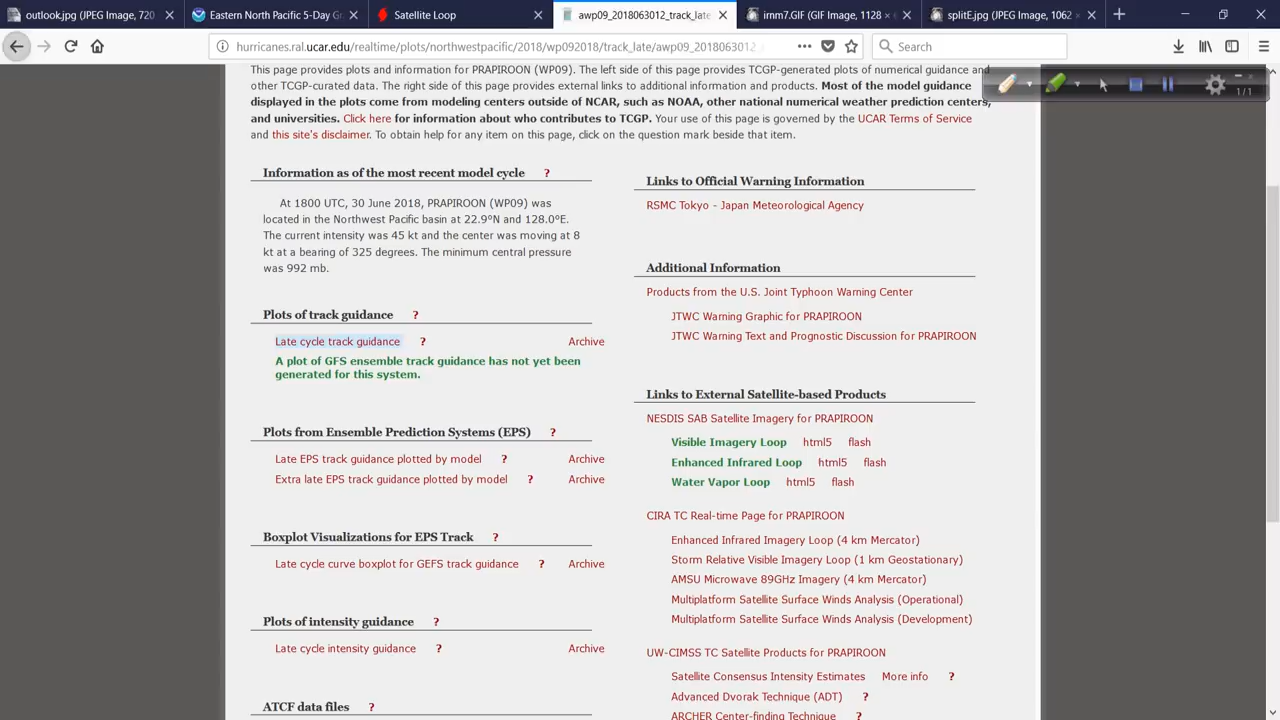 outlook.jpg (JPEG Image, 720
Eastern North Pacific 5-Day Gr
Satellite Loop
awp09_2018063012_track_late
irnm7.GIF (GIF Image, 1128 ×
splitE.jpg (JPEG Image, 1062 ×
hurricanes.ral.ucar.edu/realtime/plots/northwestpacific/2018/wp092018/track_late/awp09_2018063012_
Search
This page provides plots and information for PRAPIROON (WP09). The left side of this page provides TCGP-generated plots of numerical guidance and
other TCGP-curated data. The right side of this page provides external links to additional information and products. Most of the model guidance
displayed in the plots come from modeling centers outside of NCAR, such as NOAA, other national numerical weather prediction centers,
and universities. Click here for information about who contributes to TCGP. Your use of this page is governed by the UCAR Terms of Service
and this site's disclaimer. To obtain help for any item on this page, click on the question mark beside that item.
1/1
Information as of the most recent model cycle ?
At 1800 UTC, 30 June 2018, PRAPIROON (WP09) was
located in the Northwest Pacific basin at 22.9°N and 128.0°E.
The current intensity was 45 kt and the center was moving at 8
kt at a bearing of 325 degrees. The minimum central pressure
was 992 mb.
Plots of track guidance ?
Late cycle track guidance ? Archive
A plot of GFS ensemble track guidance has not yet been
generated for this system.
Plots from Ensemble Prediction Systems (EPS) ?
Late EPS track guidance plotted by model ? Archive
Extra late EPS track guidance plotted by model ? Archive
Boxplot Visualizations for EPS Track ?
Late cycle curve boxplot for GEFS track guidance ? Archive
Plots of intensity guidance ?
Late cycle intensity guidance ? Archive
ATCF data files ?
Links to Official Warning Information
RSMC Tokyo - Japan Meteorological Agency
Additional Information
Products from the U.S. Joint Typhoon Warning Center
JTWC Warning Graphic for PRAPIROON
JTWC Warning Text and Prognostic Discussion for PRAPIROON
Links to External Satellite-based Products
NESDIS SAB Satellite Imagery for PRAPIROON
Visible Imagery Loop html5 flash
Enhanced Infrared Loop html5 flash
Water Vapor Loop html5 flash
CIRA TC Real-time Page for PRAPIROON
Enhanced Infrared Imagery Loop (4 km Mercator)
Storm Relative Visible Imagery Loop (1 km Geostationary)
AMSU Microwave 89GHz Imagery (4 km Mercator)
Multiplatform Satellite Surface Winds Analysis (Operational)
Multiplatform Satellite Surface Winds Analysis (Development)
UW-CIMSS TC Satellite Products for PRAPIROON
Satellite Consensus Intensity Estimates More info ?
Advanced Dvorak Technique (ADT) ?
ARCHER Center-finding Technique ?